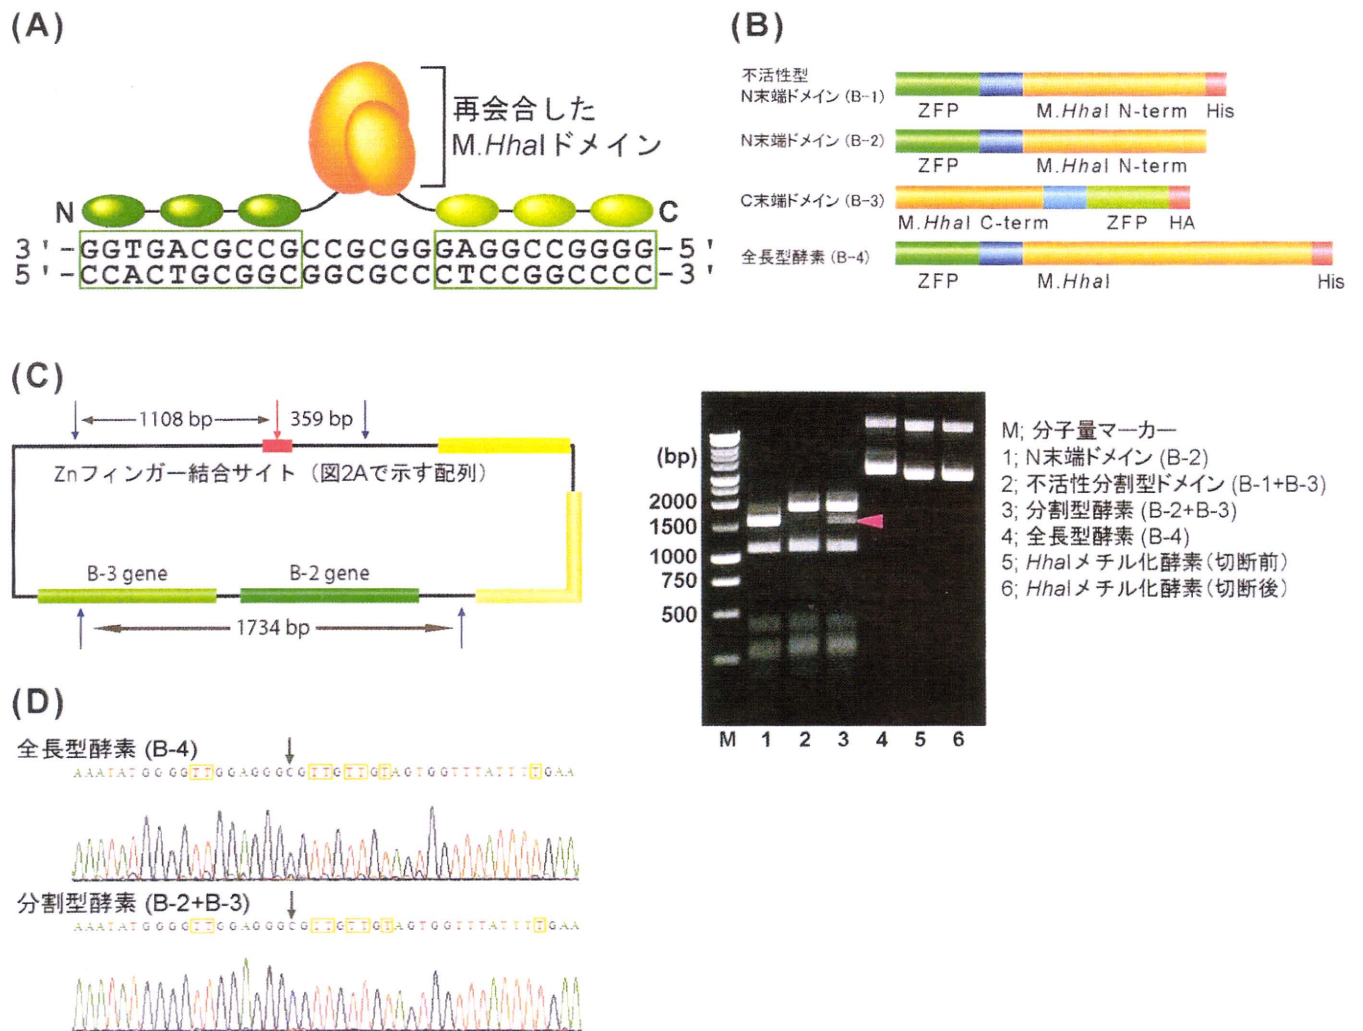 (A)
再会合した
M.HhaIドメイン
N
C
3'-GGTGACGCCGCCGCGGGAGGCCGGGG-5'
5'-CCACTGCGGCGGCGCCCTCCGGCCCC-3'
(B)
不活性型
N末端ドメイン (B-1)
ZFP M.HhaI N-term His
N末端ドメイン (B-2)
ZFP M.HhaI N-term
C末端ドメイン (B-3)
M.HhaI C-term ZFP HA
全長型酵素 (B-4)
ZFP M.HhaI His
(C)
1108 bp
359 bp
Znフィンガー結合サイト（図2Aで示す配列）
B-3 gene
B-2 gene
1734 bp
(bp)
2000
1500
1000
750
500
M 1 2 3 4 5 6
M; 分子量マーカー
1; N末端ドメイン (B-2)
2; 不活性分割型ドメイン (B-1+B-3)
3; 分割型酵素 (B-2+B-3)
4; 全長型酵素 (B-4)
5; HhaIメチル化酵素（切断前）
6; HhaIメチル化酵素（切断後）
(D)
全長型酵素 (B-4)
AAATATGGGGTTGGAGGGCGTTGTTGTAGTGGTTTATTTTGAA
分割型酵素 (B-2+B-3)
AAATATGGGGTTGGAGGGCGTTGTTGTAGTGGTTTATTTTGAA